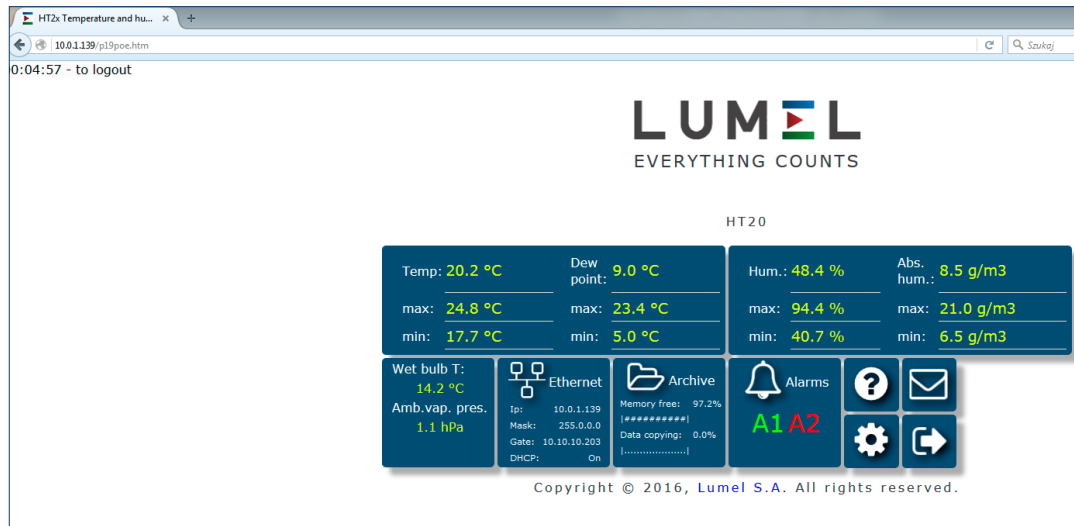 HT2x Temperature and hu... × +
10.0.1.139/p19poe.htm Szukaj
0:04:57 - to logout
LUMEL
EVERYTHING COUNTS
HT20
Temp: 20.2 °C Dew point: 9.0 °C Hum.: 48.4 % Abs. hum.: 8.5 g/m3
max: 24.8 °C max: 23.4 °C max: 94.4 % max: 21.0 g/m3
min: 17.7 °C min: 5.0 °C min: 40.7 % min: 6.5 g/m3
Wet bulb T:
14.2 °C
Amb.vap. pres.
1.1 hPa
Ethernet
Ip: 10.0.1.139
Mask: 255.0.0.0
Gate: 10.10.10.203
DHCP: On
Archive
Memory free: 97.2%
|##########|
Data copying: 0.0%
|....................|
Alarms
A1 A2
?
Copyright © 2016, Lumel S.A. All rights reserved.